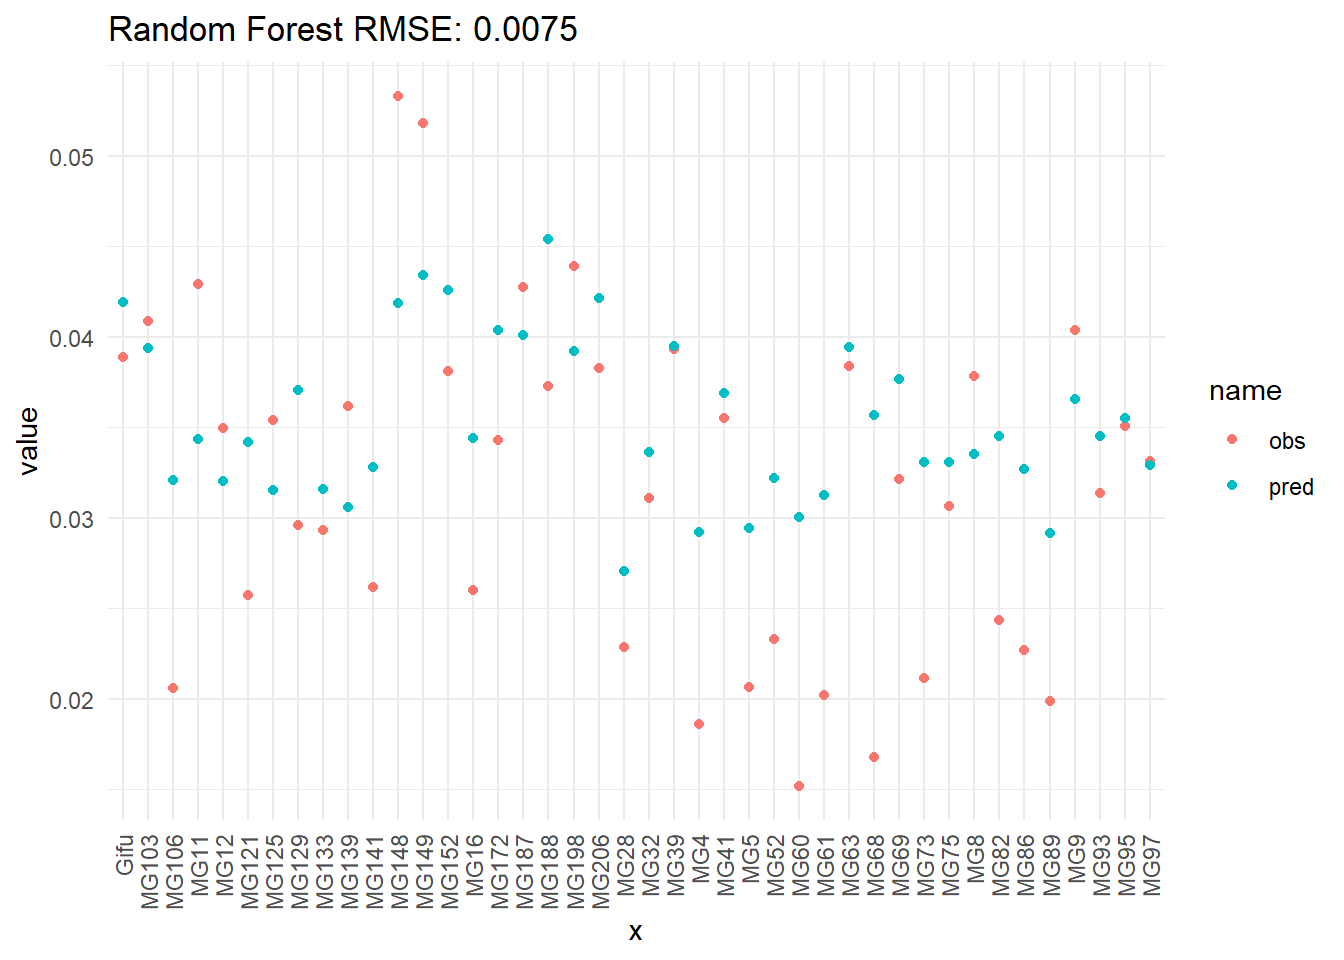 Random Forest RMSE: 0.0075
value
0.05
0.04
0.03
0.02
Gifu
MG103
MG106
MG11
MG12
MG121
MG125
MG129
MG133
MG139
MG141
MG148
MG149
MG152
MG16
MG172
MG187
MG188
MG198
MG206
MG28
MG32
MG39
MG4
MG41
MG5
MG52
MG60
MG61
MG63
MG68
MG69
MG73
MG75
MG8
MG82
MG86
MG89
MG9
MG93
MG95
MG97
x
name
obs
pred